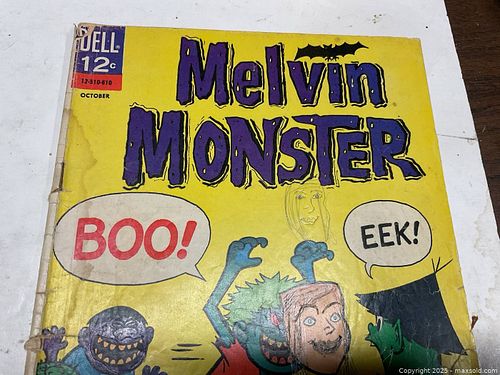 DELL
12¢
12-510-610
OCTOBER
Melvin
MONSTER
BOO!
EEK!
Copyright 2025 - maxsold.com